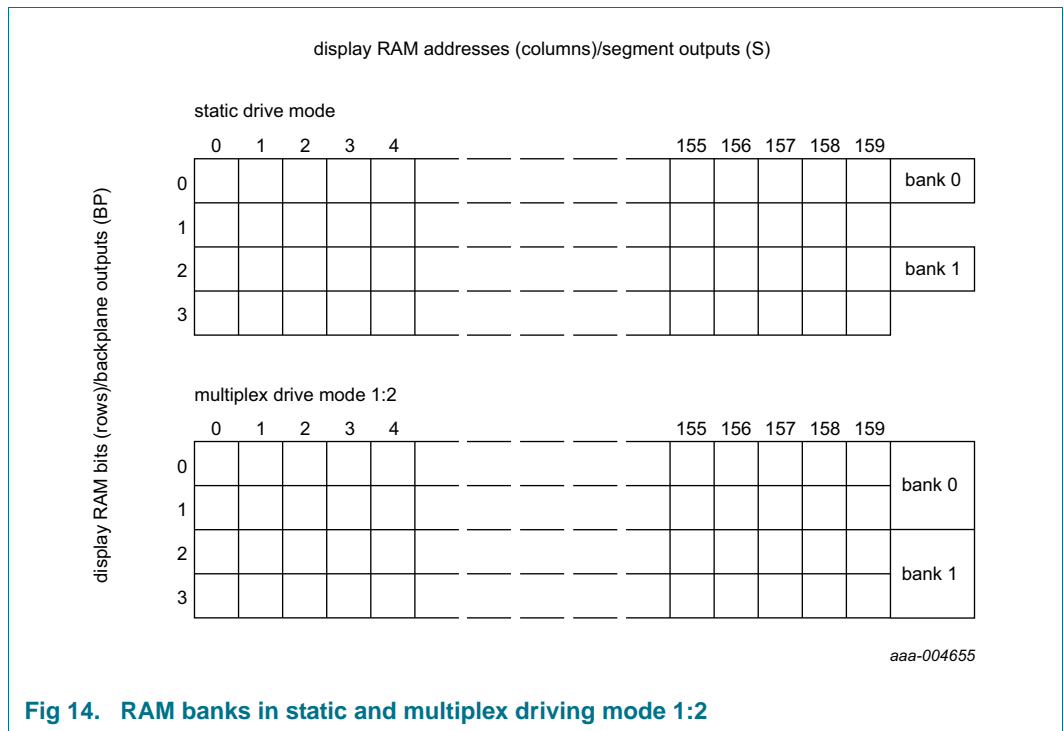 display RAM addresses (columns)/segment outputs (S)
display RAM bits (rows)/backplane outputs (BP)
static drive mode
0 1 2 3 4 155 156 157 158 159
0 bank 0
1
2 bank 1
3
multiplex drive mode 1:2
0 1 2 3 4 155 156 157 158 159
0
bank 0
1
2
bank 1
3
aaa-004655
Fig 14. RAM banks in static and multiplex driving mode 1:2